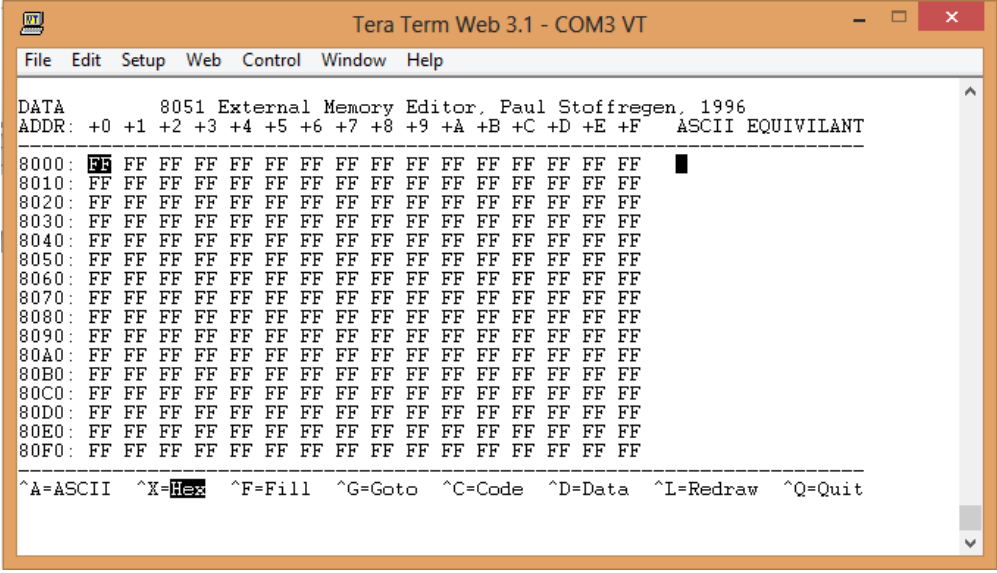 Tera Term Web 3.1 - COM3 VT
File Edit Setup Web Control Window Help
DATA 8051 External Memory Editor, Paul Stoffregen, 1996
ADDR: +0 +1 +2 +3 +4 +5 +6 +7 +8 +9 +A +B +C +D +E +F ASCII EQUIVILANT
8000: FF FF FF FF FF FF FF FF FF FF FF FF FF FF FF FF
8010: FF FF FF FF FF FF FF FF FF FF FF FF FF FF FF FF
8020: FF FF FF FF FF FF FF FF FF FF FF FF FF FF FF FF
8030: FF FF FF FF FF FF FF FF FF FF FF FF FF FF FF FF
8040: FF FF FF FF FF FF FF FF FF FF FF FF FF FF FF FF
8050: FF FF FF FF FF FF FF FF FF FF FF FF FF FF FF FF
8060: FF FF FF FF FF FF FF FF FF FF FF FF FF FF FF FF
8070: FF FF FF FF FF FF FF FF FF FF FF FF FF FF FF FF
8080: FF FF FF FF FF FF FF FF FF FF FF FF FF FF FF FF
8090: FF FF FF FF FF FF FF FF FF FF FF FF FF FF FF FF
80A0: FF FF FF FF FF FF FF FF FF FF FF FF FF FF FF FF
80B0: FF FF FF FF FF FF FF FF FF FF FF FF FF FF FF FF
80C0: FF FF FF FF FF FF FF FF FF FF FF FF FF FF FF FF
80D0: FF FF FF FF FF FF FF FF FF FF FF FF FF FF FF FF
80E0: FF FF FF FF FF FF FF FF FF FF FF FF FF FF FF FF
80F0: FF FF FF FF FF FF FF FF FF FF FF FF FF FF FF FF
^A=ASCII ^X=Hex ^F=Fill ^G=Goto ^C=Code ^D=Data ^L=Redraw ^Q=Quit